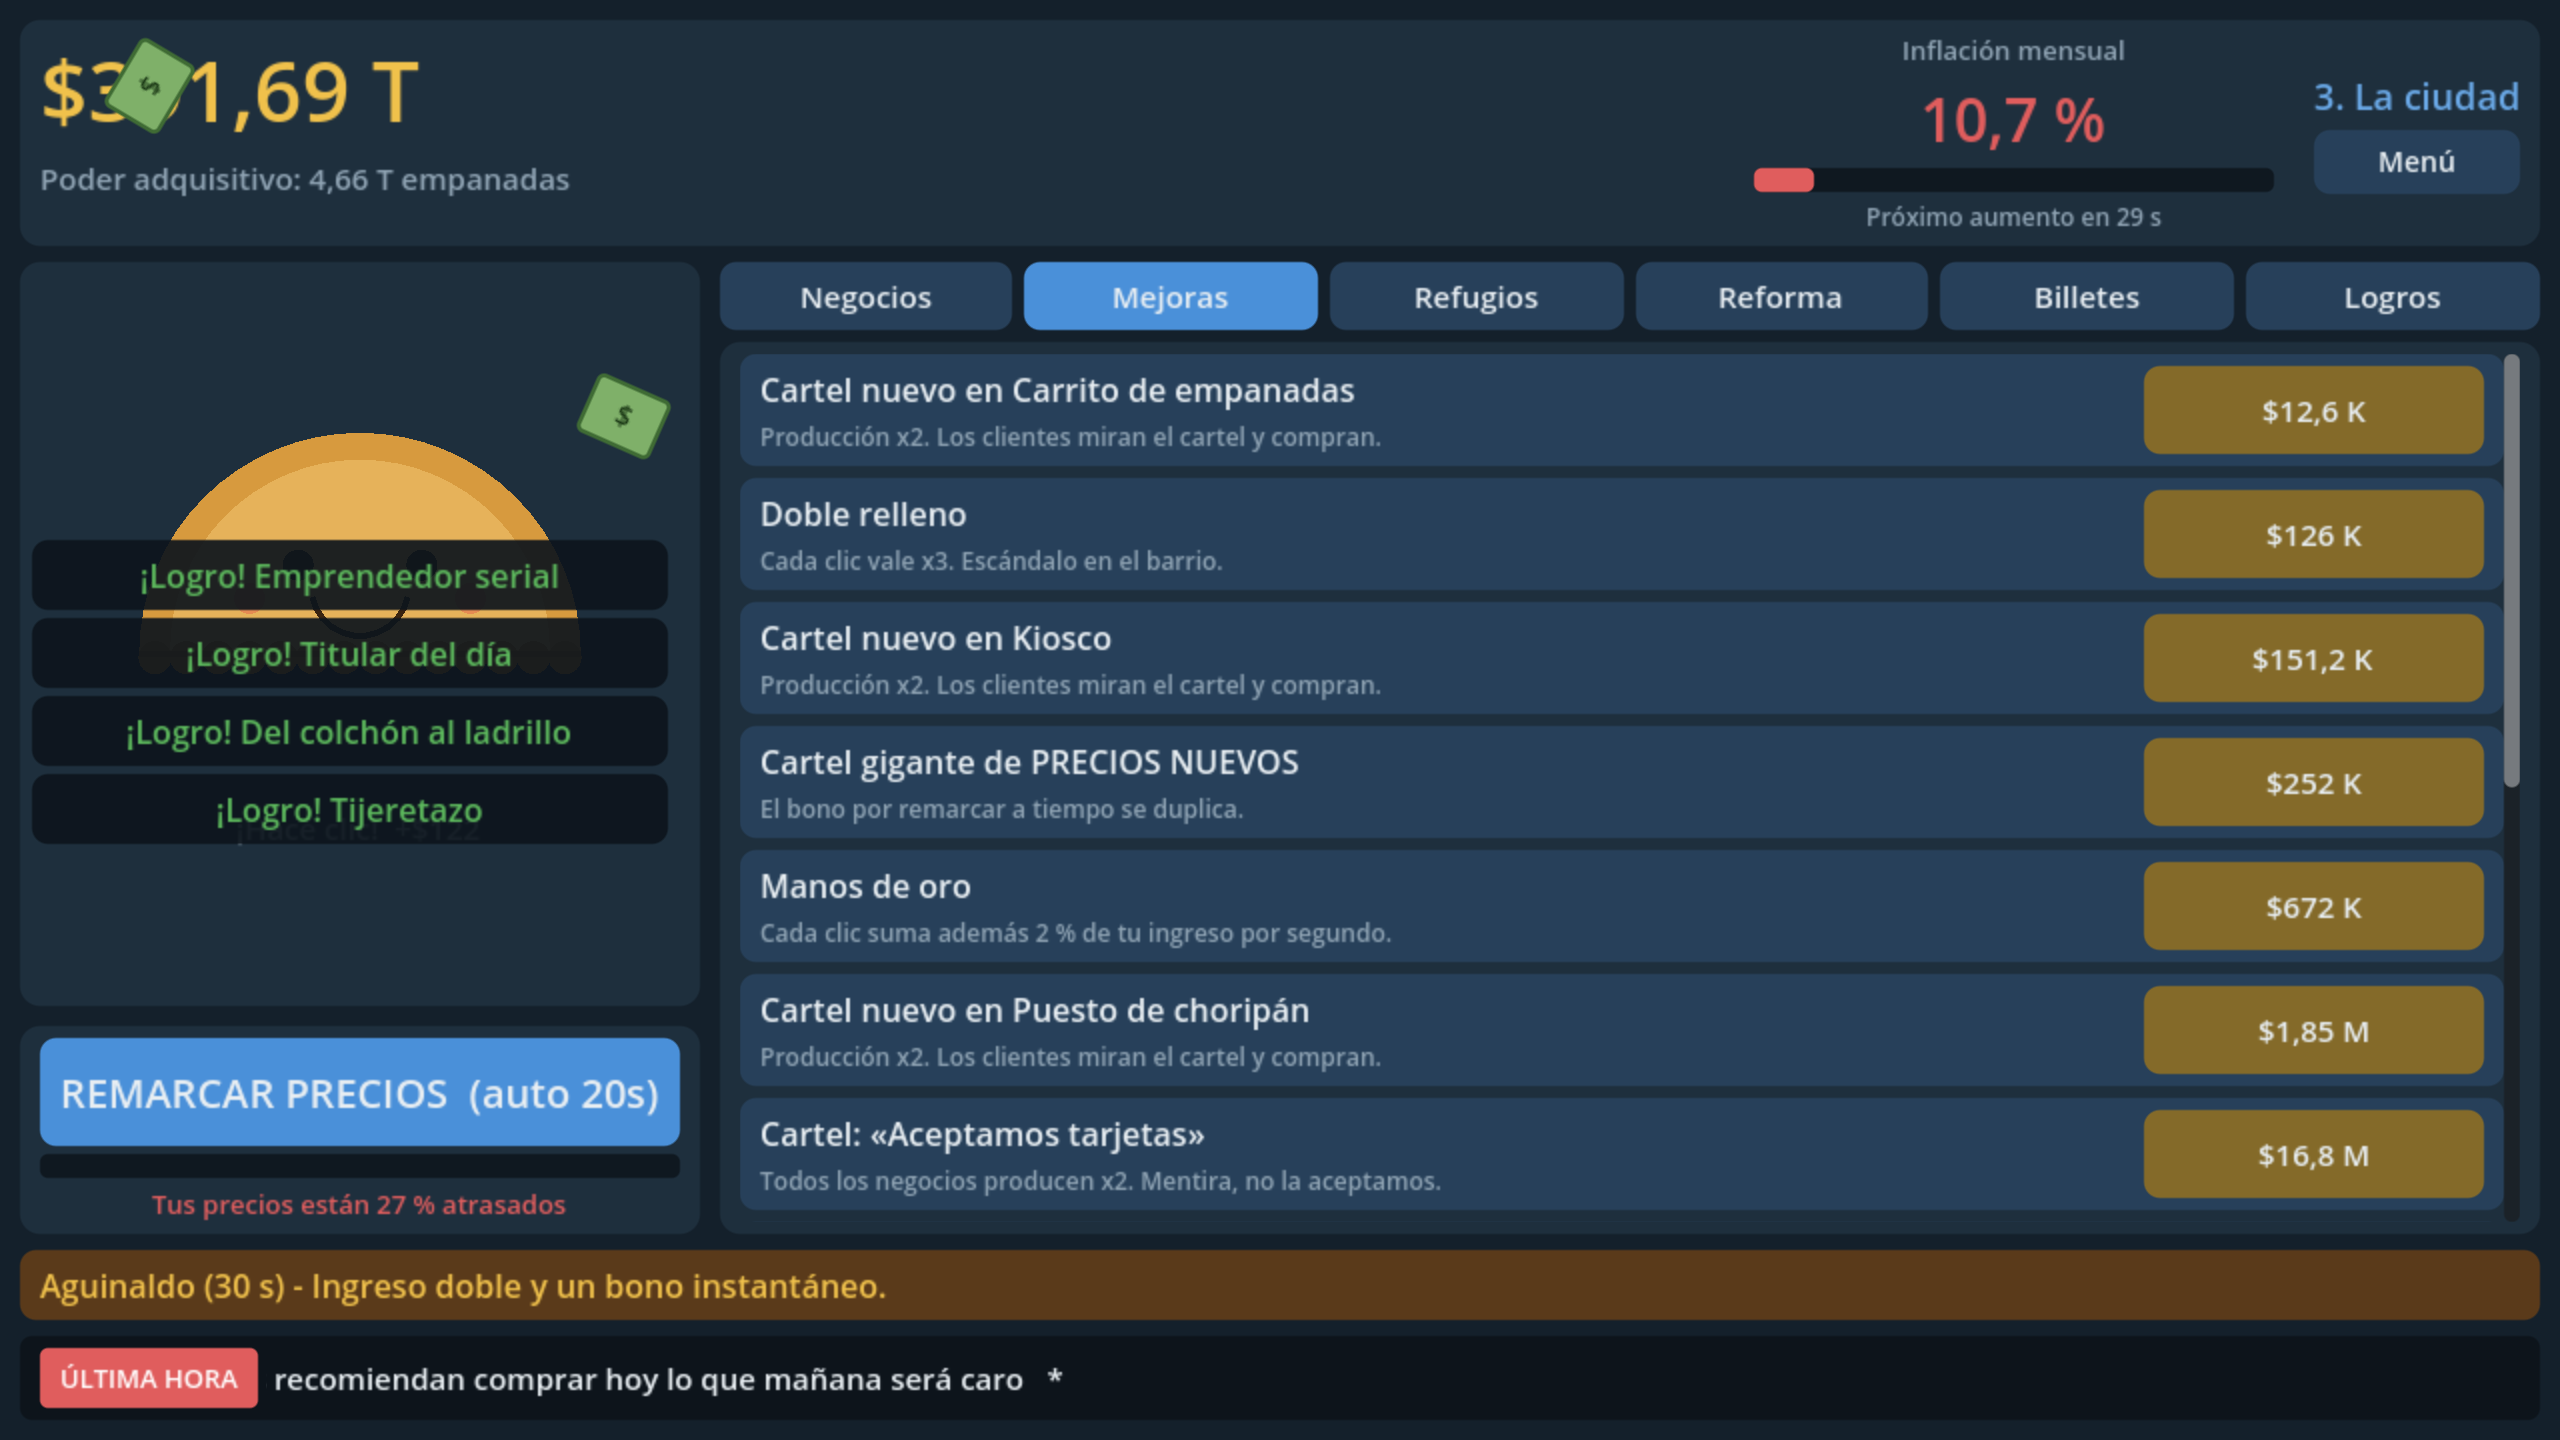 1,69 T
Poder adquisitivo: 4,66 T empanadas
Inflación mensual
10,7 %
Próximo aumento en 29 s
3. La ciudad
Menú
$
$
¡Logro! Emprendedor serial
¡Logro! Titular del día
¡Logro! Del colchón al ladrillo
¡Logro! Tijeretazo
REMARCAR PRECIOS (auto 20s)
Tus precios están 27 % atrasados
Negocios
Mejoras
Refugios
Reforma
Billetes
Logros
Cartel nuevo en Carrito de empanadas
Producción x2. Los clientes miran el cartel y compran.
$12,6 K
Doble relleno
Cada clic vale x3. Escándalo en el barrio.
$126 K
Cartel nuevo en Kiosco
Producción x2. Los clientes miran el cartel y compran.
$151,2 K
Cartel gigante de PRECIOS NUEVOS
El bono por remarcar a tiempo se duplica.
$252 K
Manos de oro
Cada clic suma además 2 % de tu ingreso por segundo.
$672 K
Cartel nuevo en Puesto de choripán
Producción x2. Los clientes miran el cartel y compran.
$1,85 M
Cartel: «Aceptamos tarjetas»
Todos los negocios producen x2. Mentira, no la aceptamos.
$16,8 M
Aguinaldo (30 s) - Ingreso doble y un bono instantáneo.
ÚLTIMA HORA
recomiendan comprar hoy lo que mañana será caro *